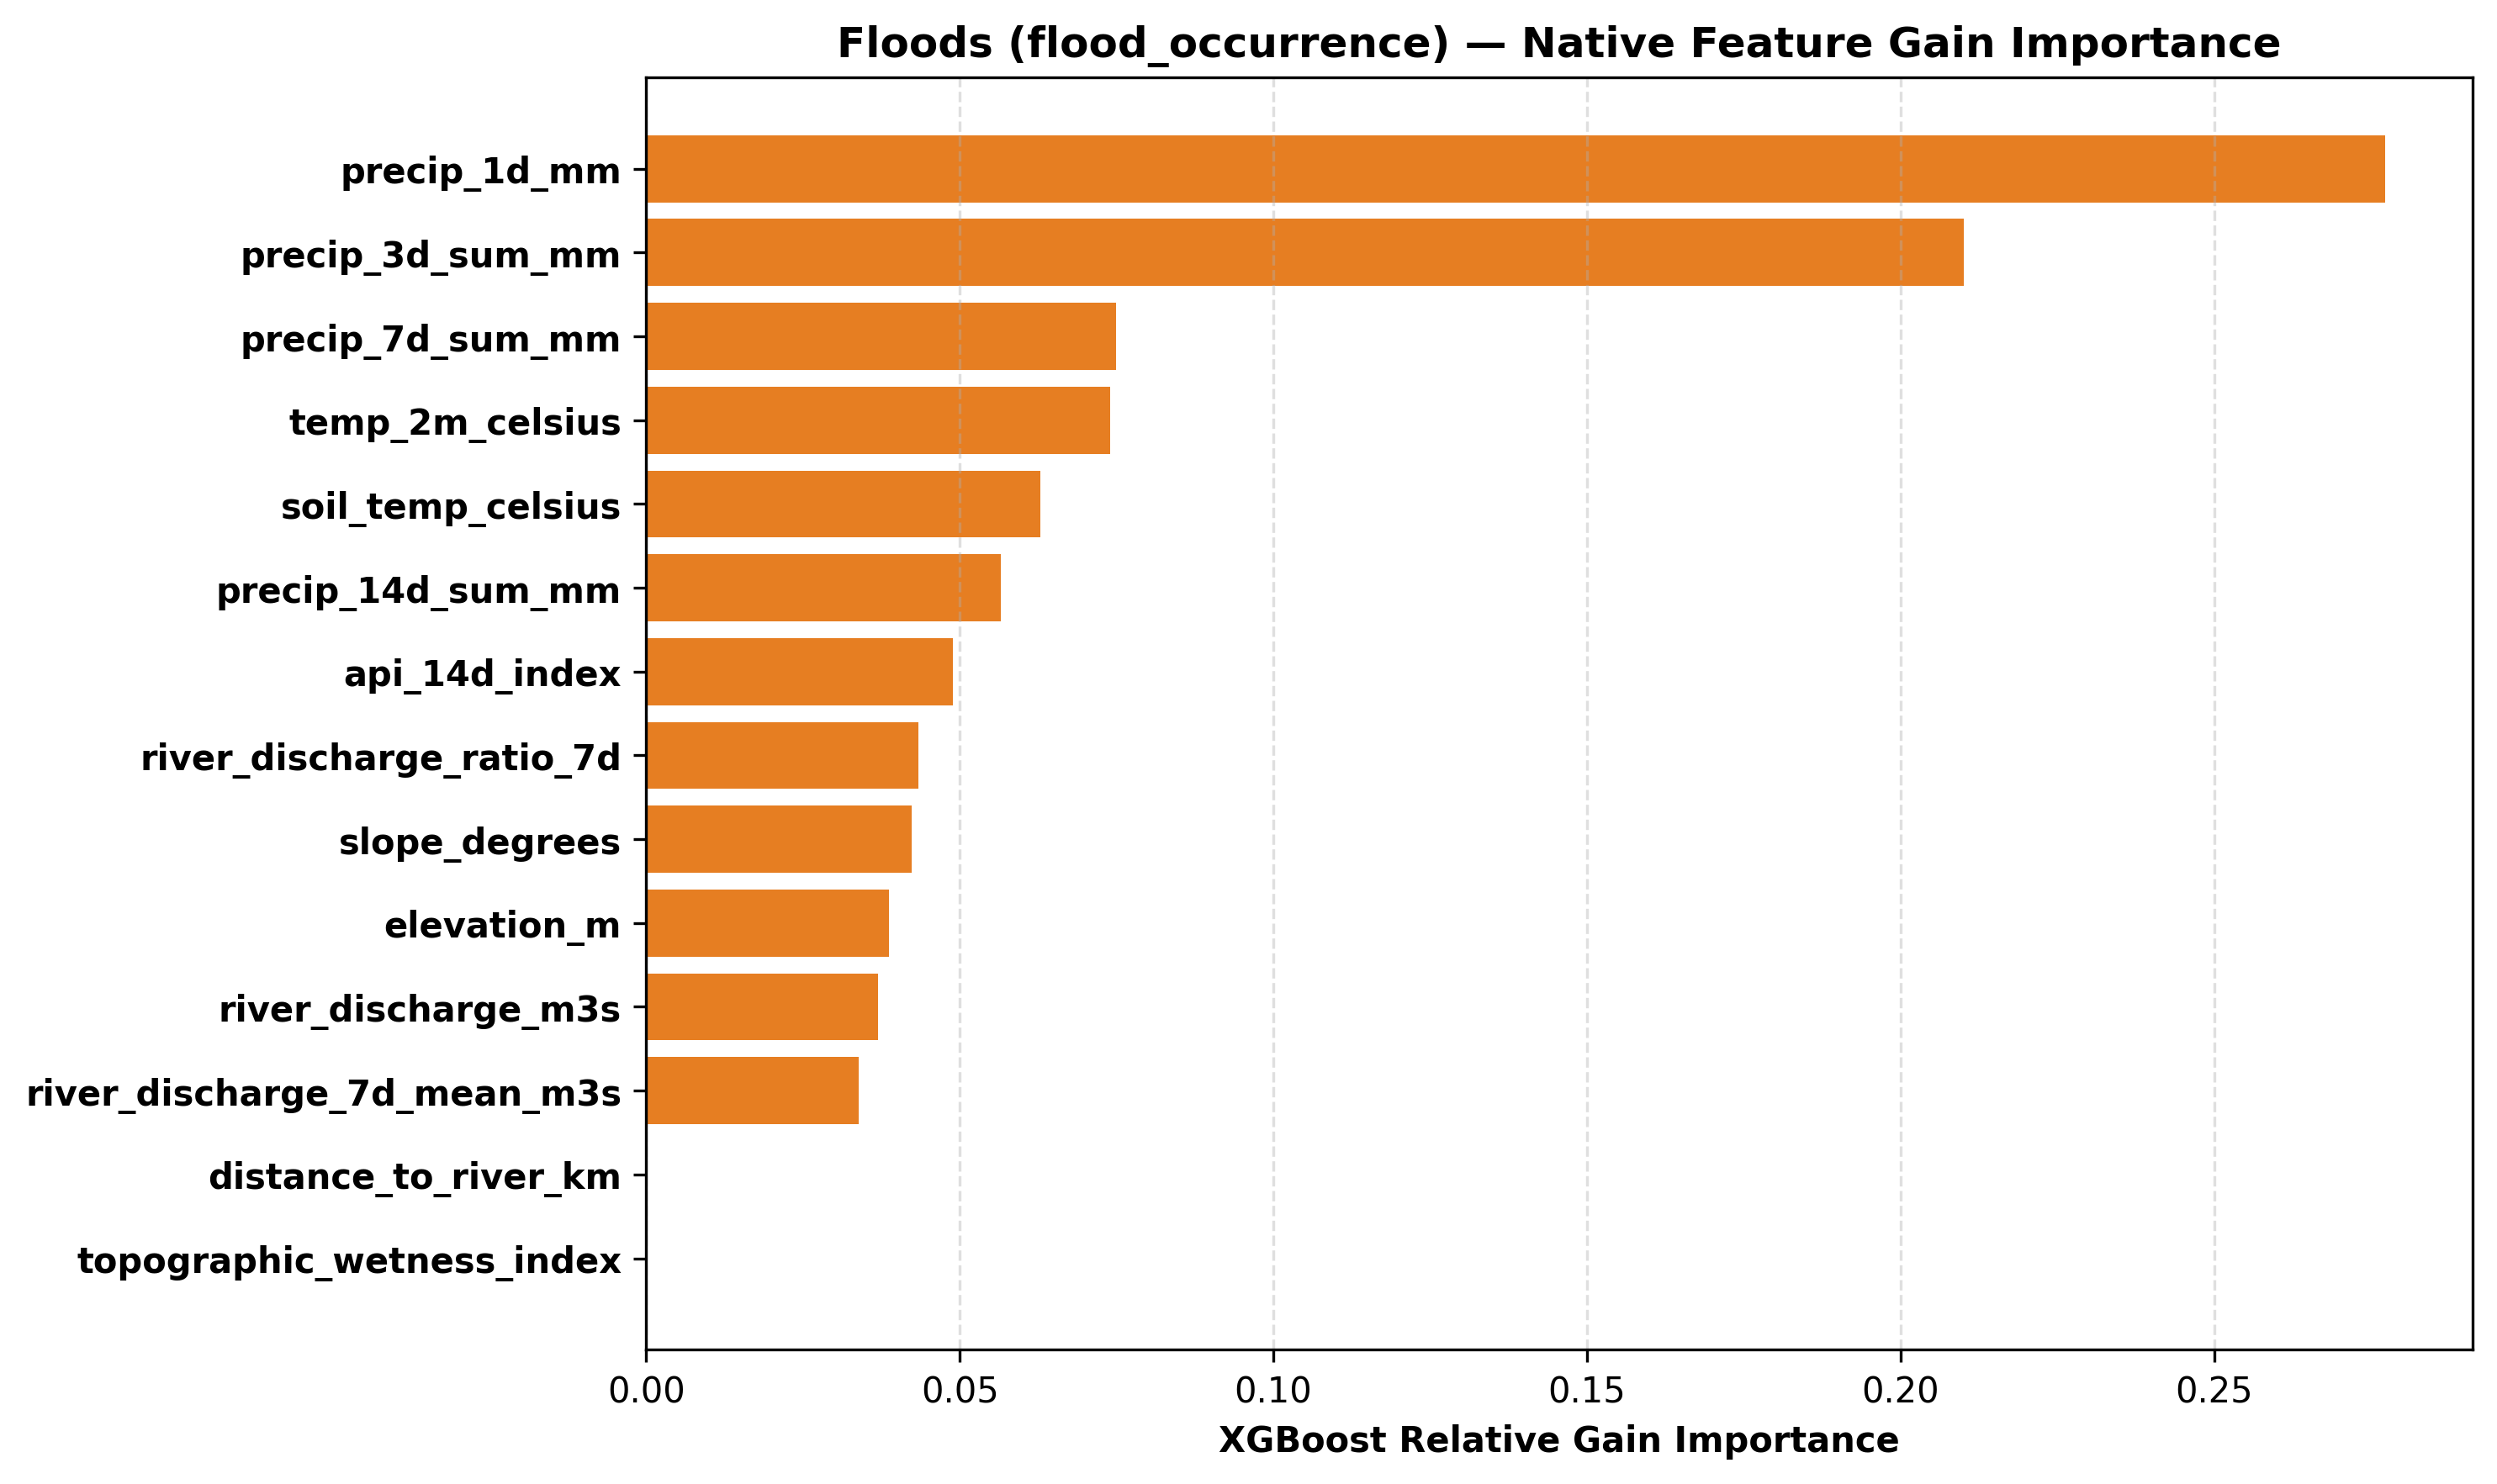 Floods (flood_occurrence) — Native Feature Gain Importance
precip_1d_mm
precip_3d_sum_mm
precip_7d_sum_mm
temp_2m_celsius
soil_temp_celsius
precip_14d_sum_mm
api_14d_index
river_discharge_ratio_7d
slope_degrees
elevation_m
river_discharge_m3s
river_discharge_7d_mean_m3s
distance_to_river_km
topographic_wetness_index
0.00 0.05 0.10 0.15 0.20 0.25
XGBoost Relative Gain Importance